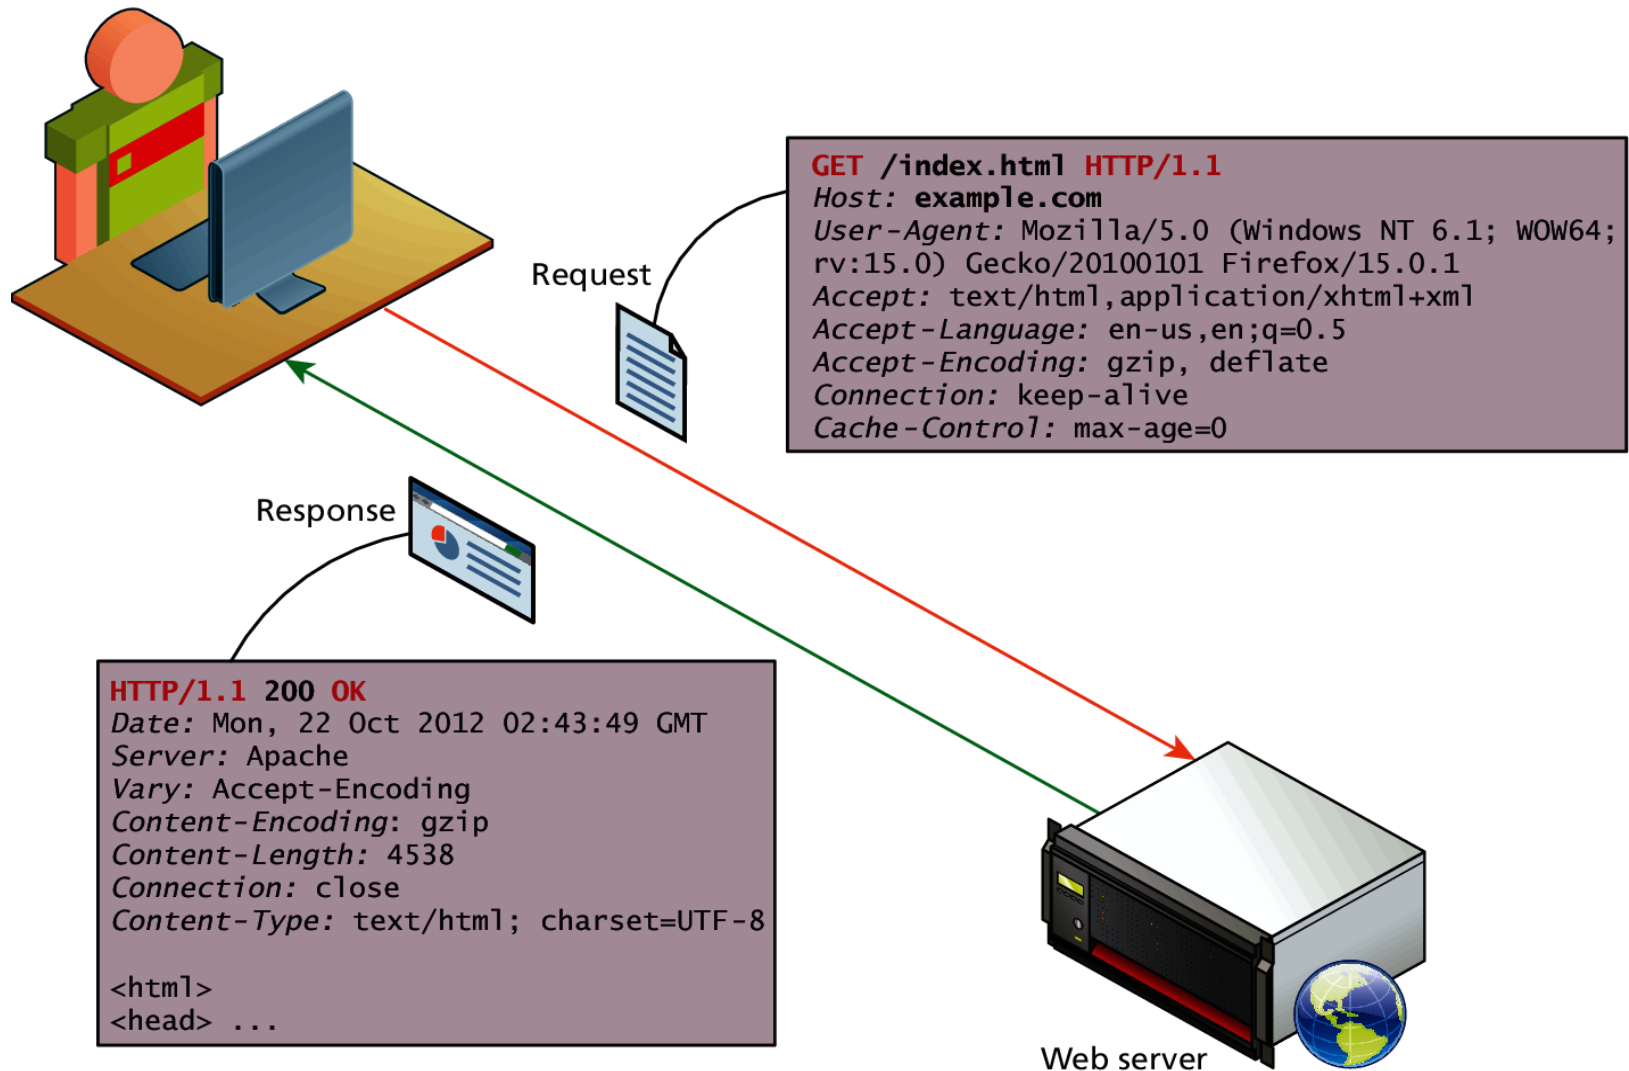 GET /index.html HTTP/1.1
Host: example.com
User-Agent: Mozilla/5.0 (Windows NT 6.1; WOW64;
rv:15.0) Gecko/20100101 Firefox/15.0.1
Accept: text/html,application/xhtml+xml
Accept-Language: en-us,en;q=0.5
Accept-Encoding: gzip, deflate
Connection: keep-alive
Cache-Control: max-age=0
Request
Response
HTTP/1.1 200 OK
Date: Mon, 22 Oct 2012 02:43:49 GMT
Server: Apache
Vary: Accept-Encoding
Content-Encoding: gzip
Content-Length: 4538
Connection: close
Content-Type: text/html; charset=UTF-8
<html>
<head> ...
Web server